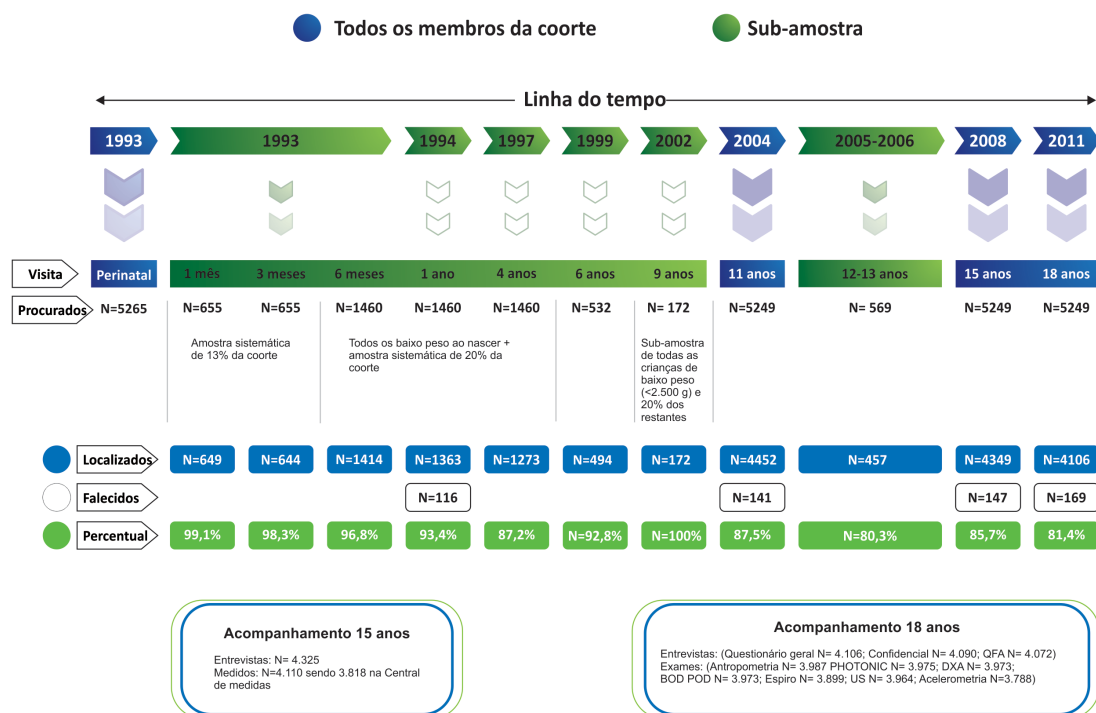 Todos os membros da coorte
Sub-amostra
Linha do tempo
1993 1993 1994 1997 1999 2002 2004 2005-2006 2008 2011
Visita Perinatal 1 mês 3 meses 6 meses 1 ano 4 anos 6 anos 9 anos 11 anos 12-13 anos 15 anos 18 anos
Procurados N=5265 N=655 N=655 N=1460 N=1460 N=1460 N=532 N= 172 N=5249 N= 569 N=5249 N=5249
Amostra sistemática
de 13% da coorte
Todos os baixo peso ao nascer +
amostra sistemática de 20% da
coorte
Sub-amostra
de todas as
crianças de
baixo peso
(<2.500 g) e
20% dos
restantes
Localizados N=649 N=644 N=1414 N=1363 N=1273 N=494 N=172 N=4452 N=457 N=4349 N=4106
Falecidos N=116 N=141 N=147 N=169
Percentual 99,1% 98,3% 96,8% 93,4% 87,2% N=92,8% N=100% 87,5% N=80,3% 85,7% 81,4%
Acompanhamento 15 anos
Entrevistas: N= 4.325
Medidos: N=4.110 sendo 3.818 na Central
de medidas
Acompanhamento 18 anos
Entrevistas: (Questionário geral N= 4.106; Confidencial N= 4.090; QFA N= 4.072)
Exames: (Antropometria N= 3.987 PHOTONIC N= 3.975; DXA N= 3.973;
BOD POD N= 3.973; Espiro N= 3.899; US N= 3.964; Acelerometria N=3.788)